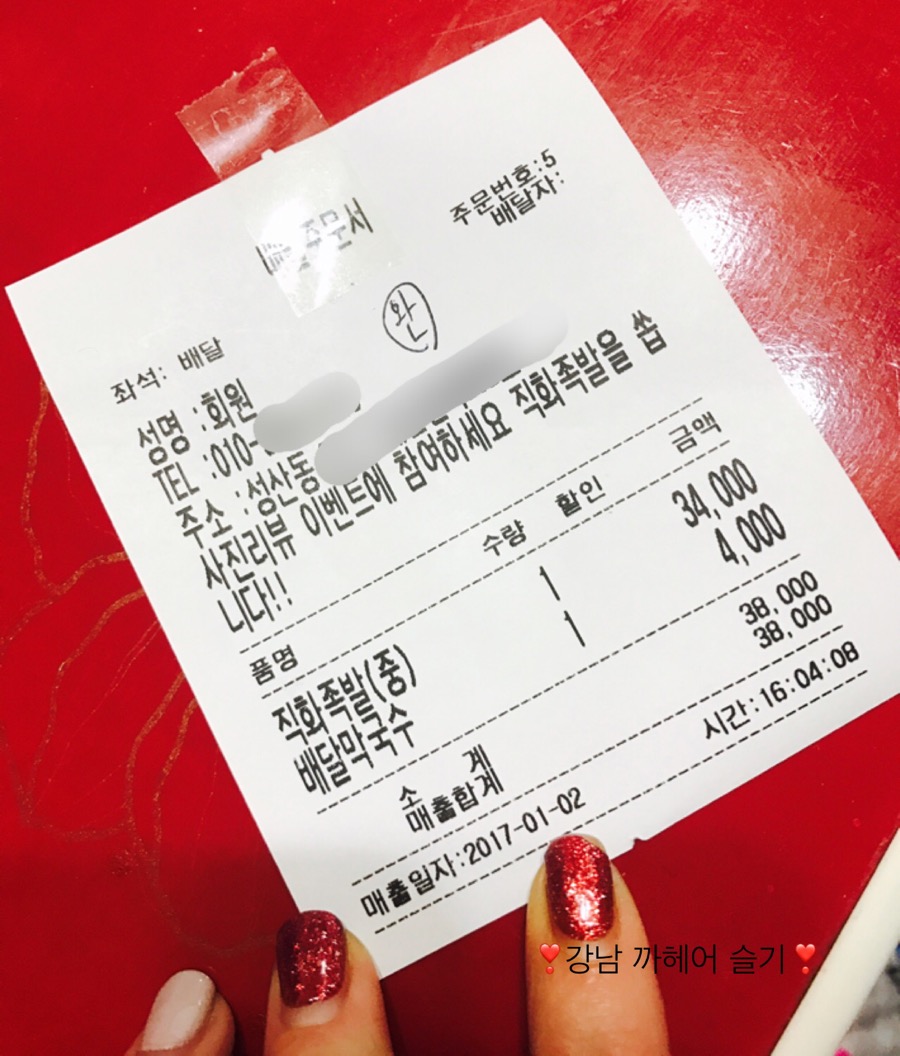 주문서
주문번호:5
배달자:
완
좌석: 배달
성명 :회원
TEL :010-
주소 :성산동
사진리뷰 이벤트에 참여하세요 직화족발을 쏩
니다!!
품명 수량 할인 금액
직화족발(중) 1 34,000
배달막국수 1 4,000
소 계 38,000
매출합계 38,000
매출일자:2017-01-02 시간:16:04:08
❣️강남 까헤어 슬기❣️